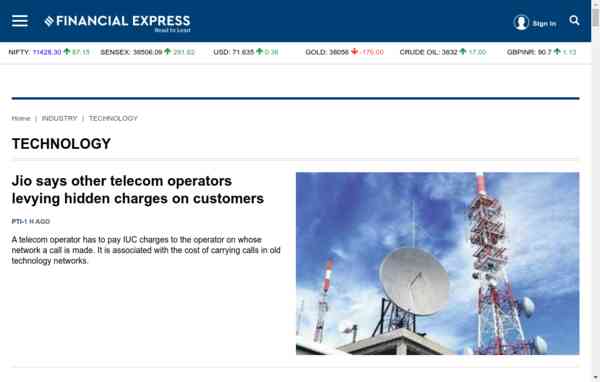 FINANCIAL EXPRESS
Read to Lead
Sign In
NIFTY: 11428.30 87.15 SENSEX: 38506.09 291.62 USD: 71.635 0.36 GOLD: 38056 -176.00 CRUDE OIL: 3832 17.00 GBPINR: 90.7 1.13
Home | INDUSTRY | TECHNOLOGY
TECHNOLOGY
Jio says other telecom operators
levying hidden charges on customers
PTI-1 H AGO
A telecom operator has to pay IUC charges to the operator on whose
network a call is made. It is associated with the cost of carrying calls in old
technology networks.